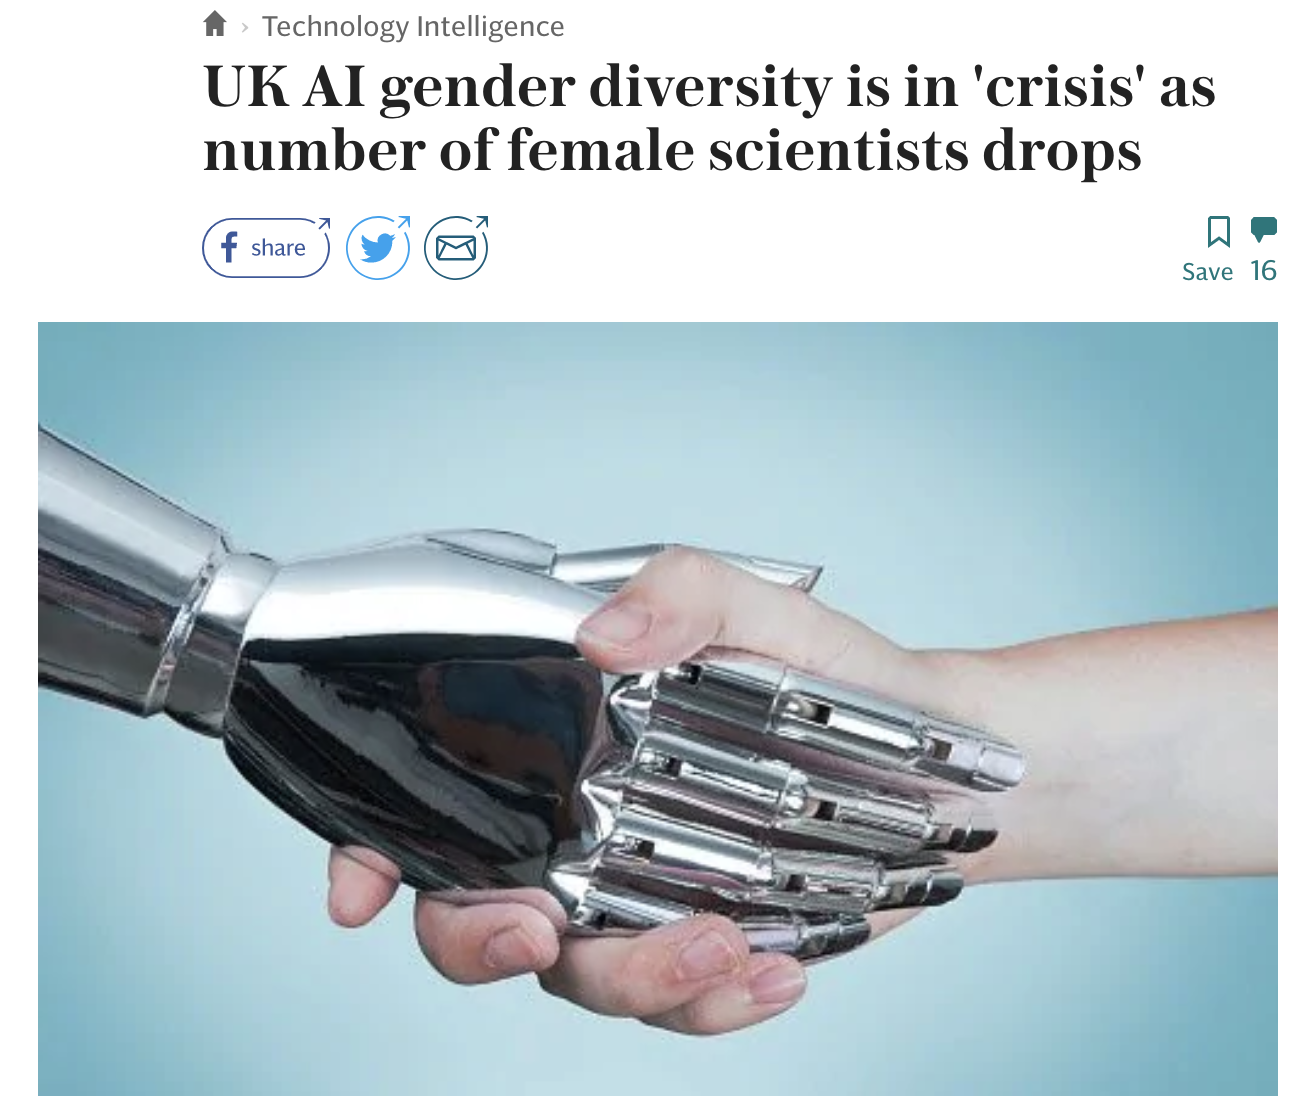 Technology Intelligence
UK AI gender diversity is in 'crisis' as
number of female scientists drops
share
Save 16